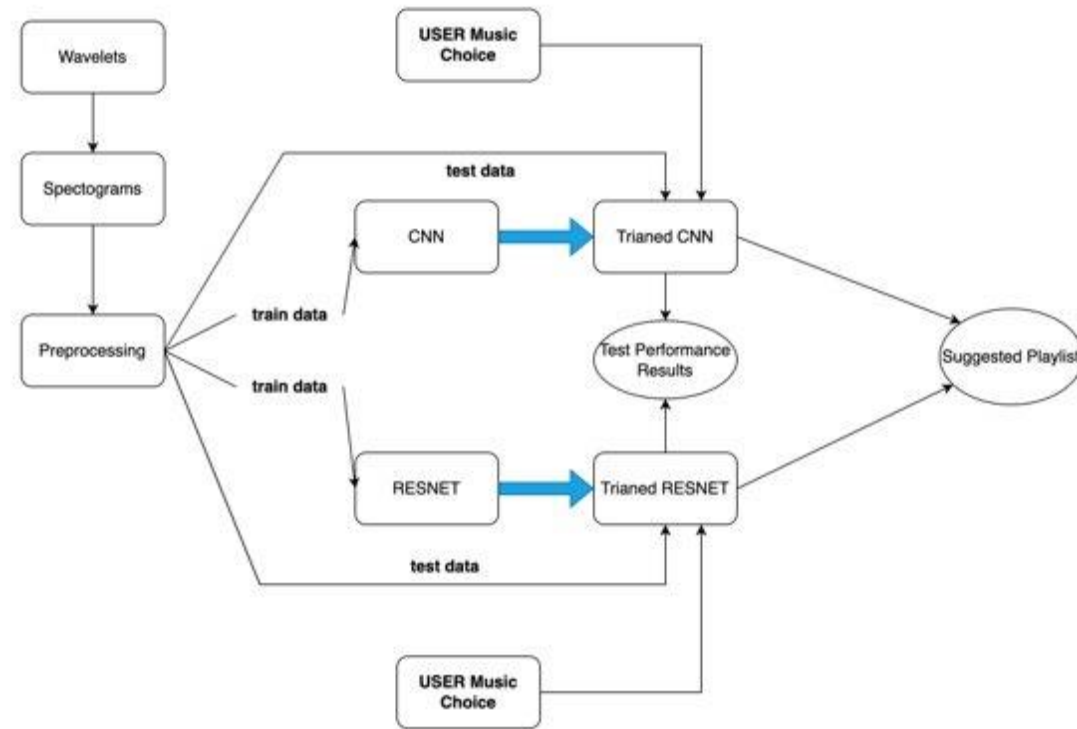 USER Music
Choice
Wavelets
test data
Spectograms
CNN
Trianed CNN
train data
Preprocessing
Test Performance
Results
Suggested Playlist
train data
RESNET
Trianed RESNET
test data
USER Music
Choice